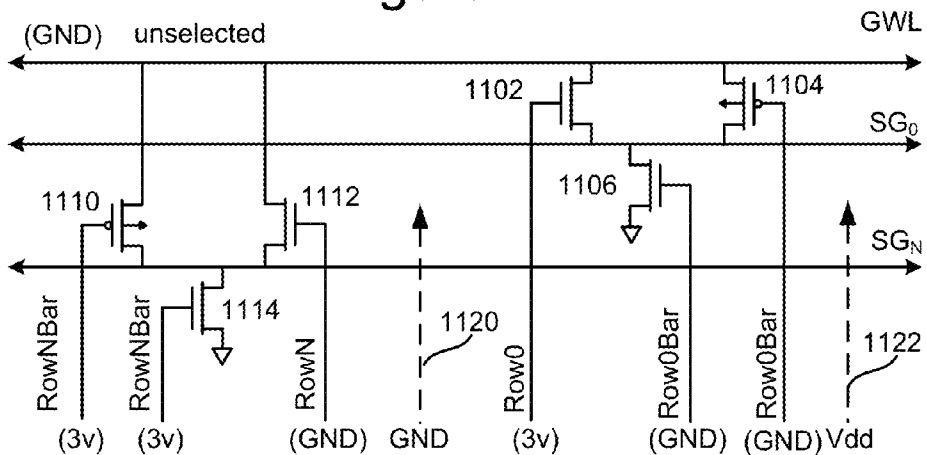 (GND) unselected GWL
1102 1104
SG₀
1106
1110 1112
SG_N
1114
1120
1122
RowNBar
RowNBar
RowN
Row0
Row0Bar
Row0Bar
(3v) (3v) (GND) GND (3v) (GND) (GND) Vdd